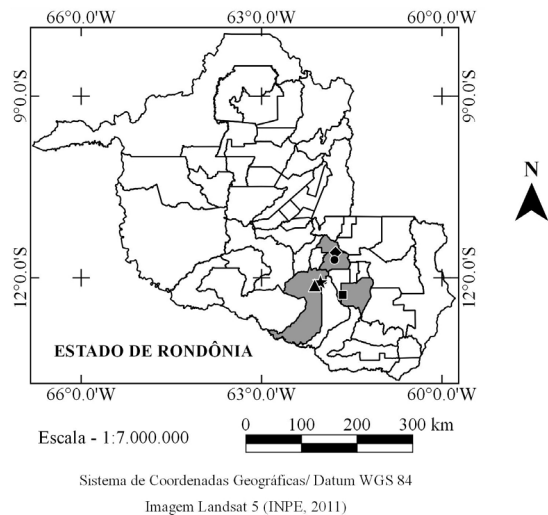 66°0.0'W 63°0.0'W 60°0.0'W
9°0.0'S 9°0.0'S
N
12°0.0'S 12°0.0'S
ESTADO DE RONDÔNIA
66°0.0'W 63°0.0'W 60°0.0'W
Escala - 1:7.000.000
0 100 200 300 km
Sistema de Coordenadas Geográficas/ Datum WGS 84
Imagem Landsat 5 (INPE, 2011)